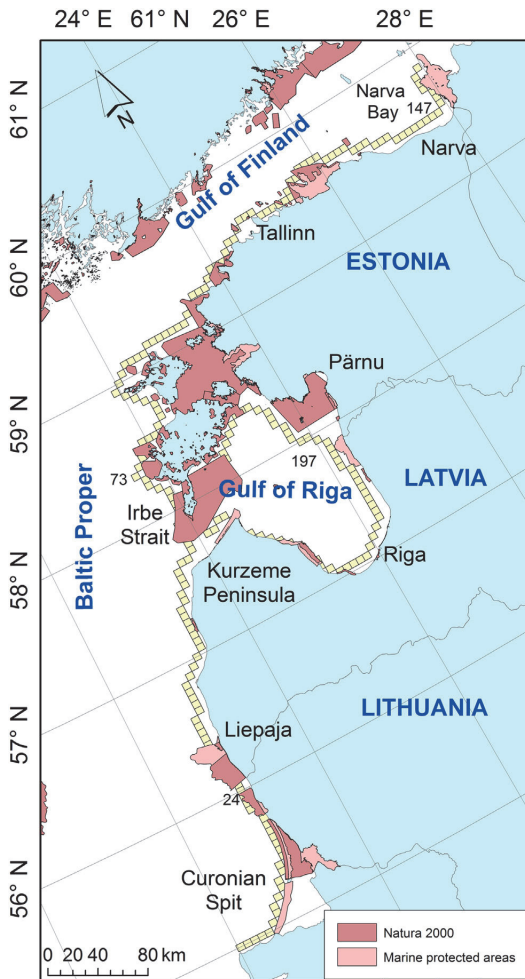 24° E
61° N
26° E
28° E
61° N
60° N
59° N
58° N
57° N
56° N
N
Narva
Bay
147
Narva
Gulf of Finland
Tallinn
ESTONIA
Pärnu
197
Gulf of Riga
73
Irbe
Strait
Baltic Proper
LATVIA
Riga
Kurzeme
Peninsula
LITHUANIA
Liepaja
24
Curonian
Spit
0 20 40 80 km
Natura 2000
Marine protected areas